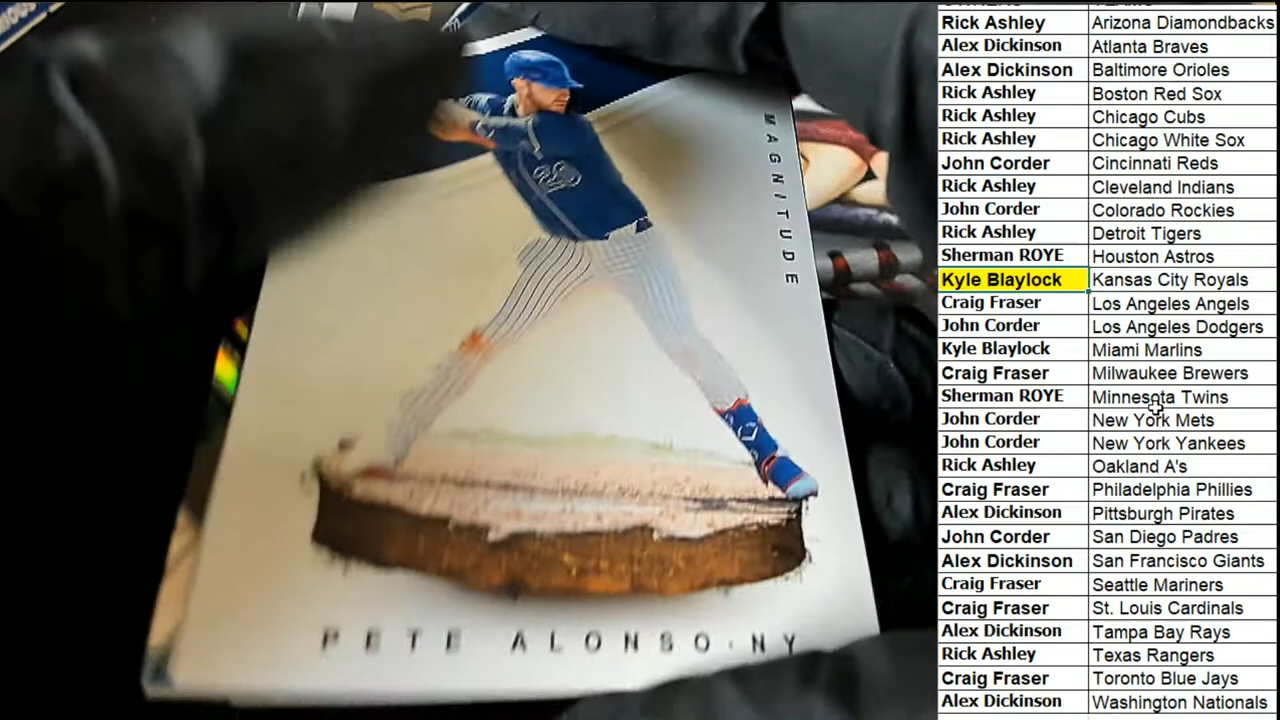 MAGNITUDE
PETE ALONSO·NY
Rick Ashley Arizona Diamondbacks
Alex Dickinson Atlanta Braves
Alex Dickinson Baltimore Orioles
Rick Ashley Boston Red Sox
Rick Ashley Chicago Cubs
Rick Ashley Chicago White Sox
John Corder Cincinnati Reds
Rick Ashley Cleveland Indians
John Corder Colorado Rockies
Rick Ashley Detroit Tigers
Sherman ROYE Houston Astros
Kyle Blaylock Kansas City Royals
Craig Fraser Los Angeles Angels
John Corder Los Angeles Dodgers
Kyle Blaylock Miami Marlins
Craig Fraser Milwaukee Brewers
Sherman ROYE Minnesota Twins
John Corder New York Mets
John Corder New York Yankees
Rick Ashley Oakland A's
Craig Fraser Philadelphia Phillies
Alex Dickinson Pittsburgh Pirates
John Corder San Diego Padres
Alex Dickinson San Francisco Giants
Craig Fraser Seattle Mariners
Craig Fraser St. Louis Cardinals
Alex Dickinson Tampa Bay Rays
Rick Ashley Texas Rangers
Craig Fraser Toronto Blue Jays
Alex Dickinson Washington Nationals